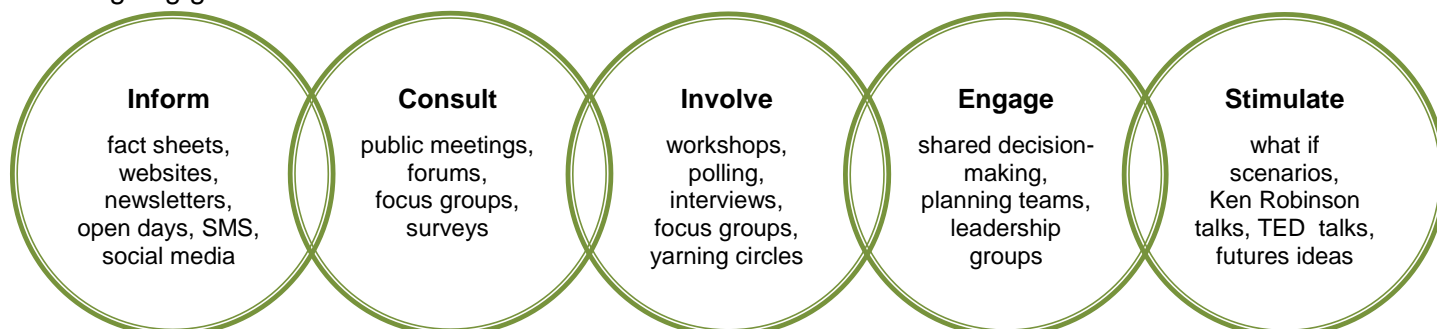 Inform
fact sheets,
websites,
newsletters,
open days, SMS,
social media
Consult
public meetings,
forums,
focus groups,
surveys
Involve
workshops,
polling,
interviews,
focus groups,
yarning circles
Engage
shared decision-
making,
planning teams,
leadership
groups
Stimulate
what if
scenarios,
Ken Robinson
talks, TED  talks,
futures ideas